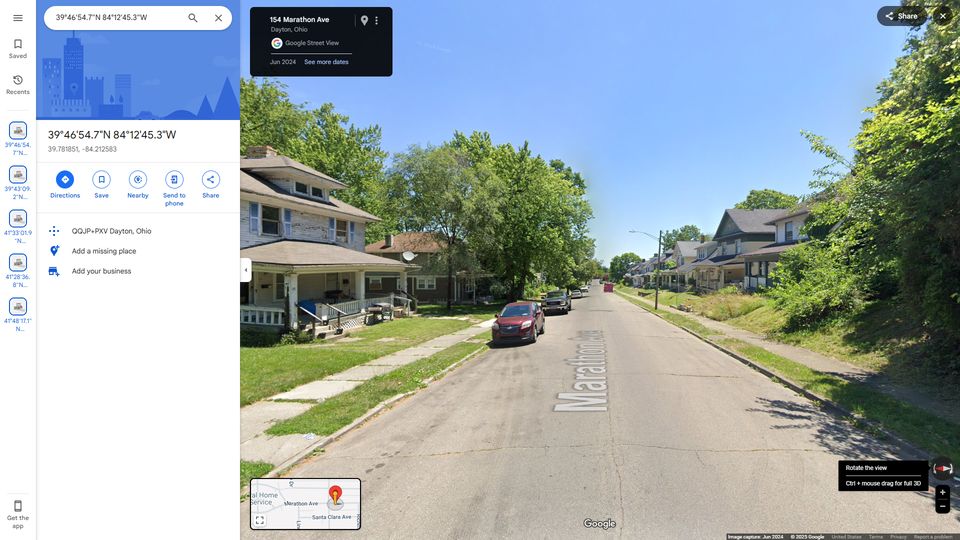 39°46'54.7"N 84°12'45.3"W
Saved
Recents
39°46'54.
7"N...
39°43'09.
2"N...
41°33'01.9
"N...
41°28'36.
8"N...
41°48'17.1"
N...
Get the
app
39°46'54.7"N 84°12'45.3"W
39.781851, -84.212583
Directions
Save
Nearby
Send to
phone
Share
QQJP+PXV Dayton, Ohio
Add a missing place
Add your business
154 Marathon Ave
Dayton, Ohio
Google Street View
Jun 2024 See more dates
Share
Marathon Ave
al Home
Service
Marathon Ave
Santa Clara Ave
Google
Rotate the view
Ctrl + mouse drag for full 3D
Image capture: Jun 2024 © 2025 Google United States Terms Privacy Report a problem